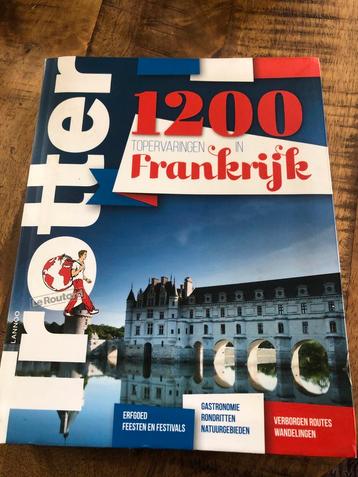 trotter
LANNOO
Le Routard
1200
TOPERVARINGEN IN
Frankrijk
ERFGOED
FEESTEN EN FESTIVALS
GASTRONOMIE
RONDRITTEN
NATUURGEBIEDEN
VERBORGEN ROUTES
WANDELINGEN